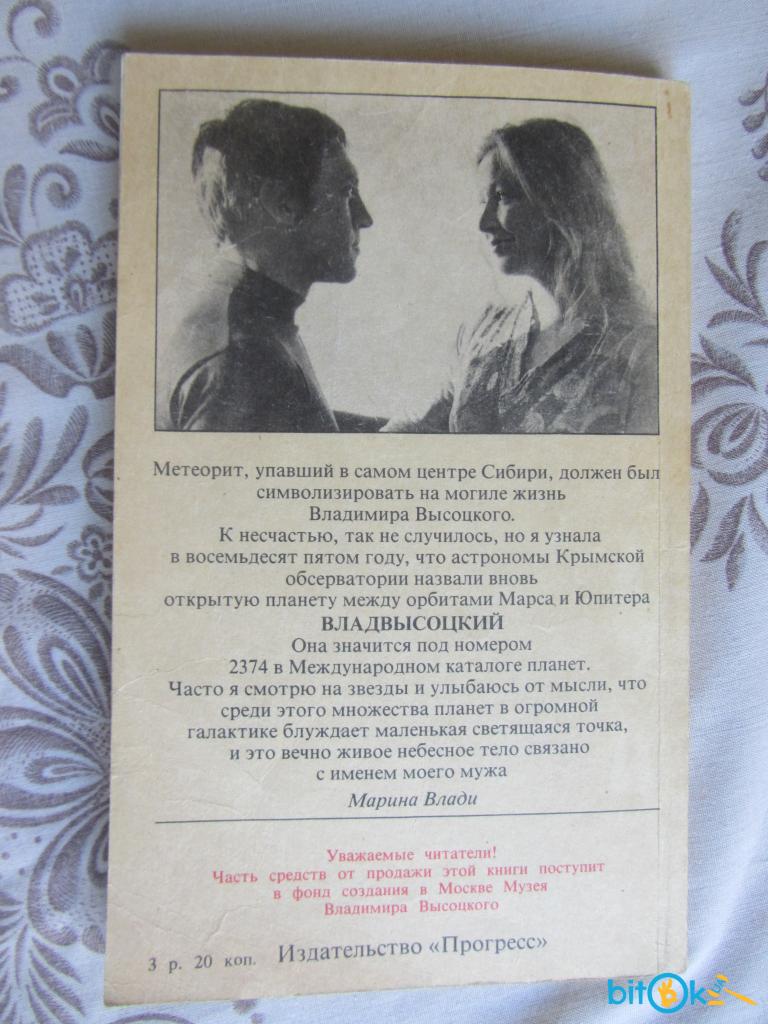 Метеорит, упавший в самом центре Сибири, должен был
символизировать на могиле жизнь
Владимира Высоцкого.
К несчастью, так не случилось, но я узнала
в восемьдесят пятом году, что астрономы Крымской
обсерватории назвали вновь
открытую планету между орбитами Марса и Юпитера
ВЛАДВЫСОЦКИЙ
Она значится под номером
2374 в Международном каталоге планет.
Часто я смотрю на звезды и улыбаюсь от мысли, что
среди этого множества планет в огромной
галактике блуждает маленькая светящаяся точка,
и это вечно живое небесное тело связано
с именем моего мужа
Марина Влади
Уважаемые читатели!
Часть средств от продажи этой книги поступит
в фонд создания в Москве Музея
Владимира Высоцкого
3 р. 20 коп. Издательство «Прогресс»
bitOk.ua